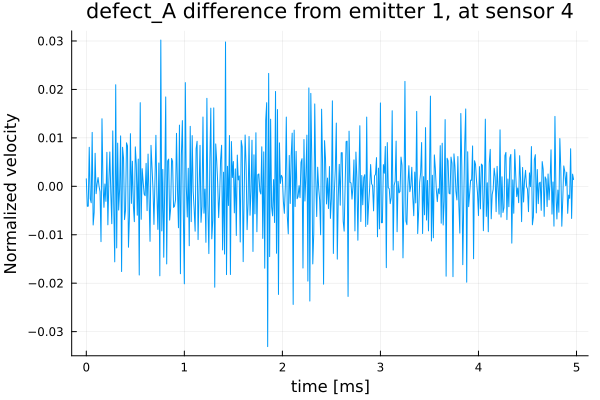 defect_A difference from emitter 1, at sensor 4
Normalized velocity
0.03
0.02
0.01
0.00
−0.01
−0.02
−0.03
0 1 2 3 4 5
time [ms]